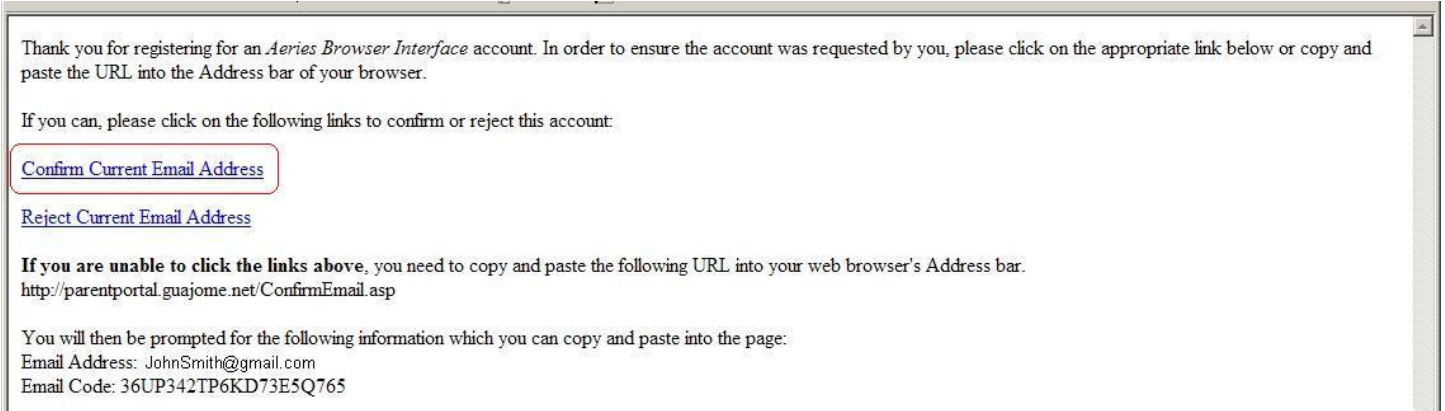 Thank you for registering for an Aeries Browser Interface account. In order to ensure the account was requested by you, please click on the appropriate link below or copy and
paste the URL into the Address bar of your browser.
If you can, please click on the following links to confirm or reject this account:
Confirm Current Email Address
Reject Current Email Address
If you are unable to click the links above, you need to copy and paste the following URL into your web browser's Address bar.
http://parentportal.guajome.net/ConfirmEmail.asp
You will then be prompted for the following information which you can copy and paste into the page:
Email Address: JohnSmith@gmail.com
Email Code: 36UP342TP6KD73E5Q765